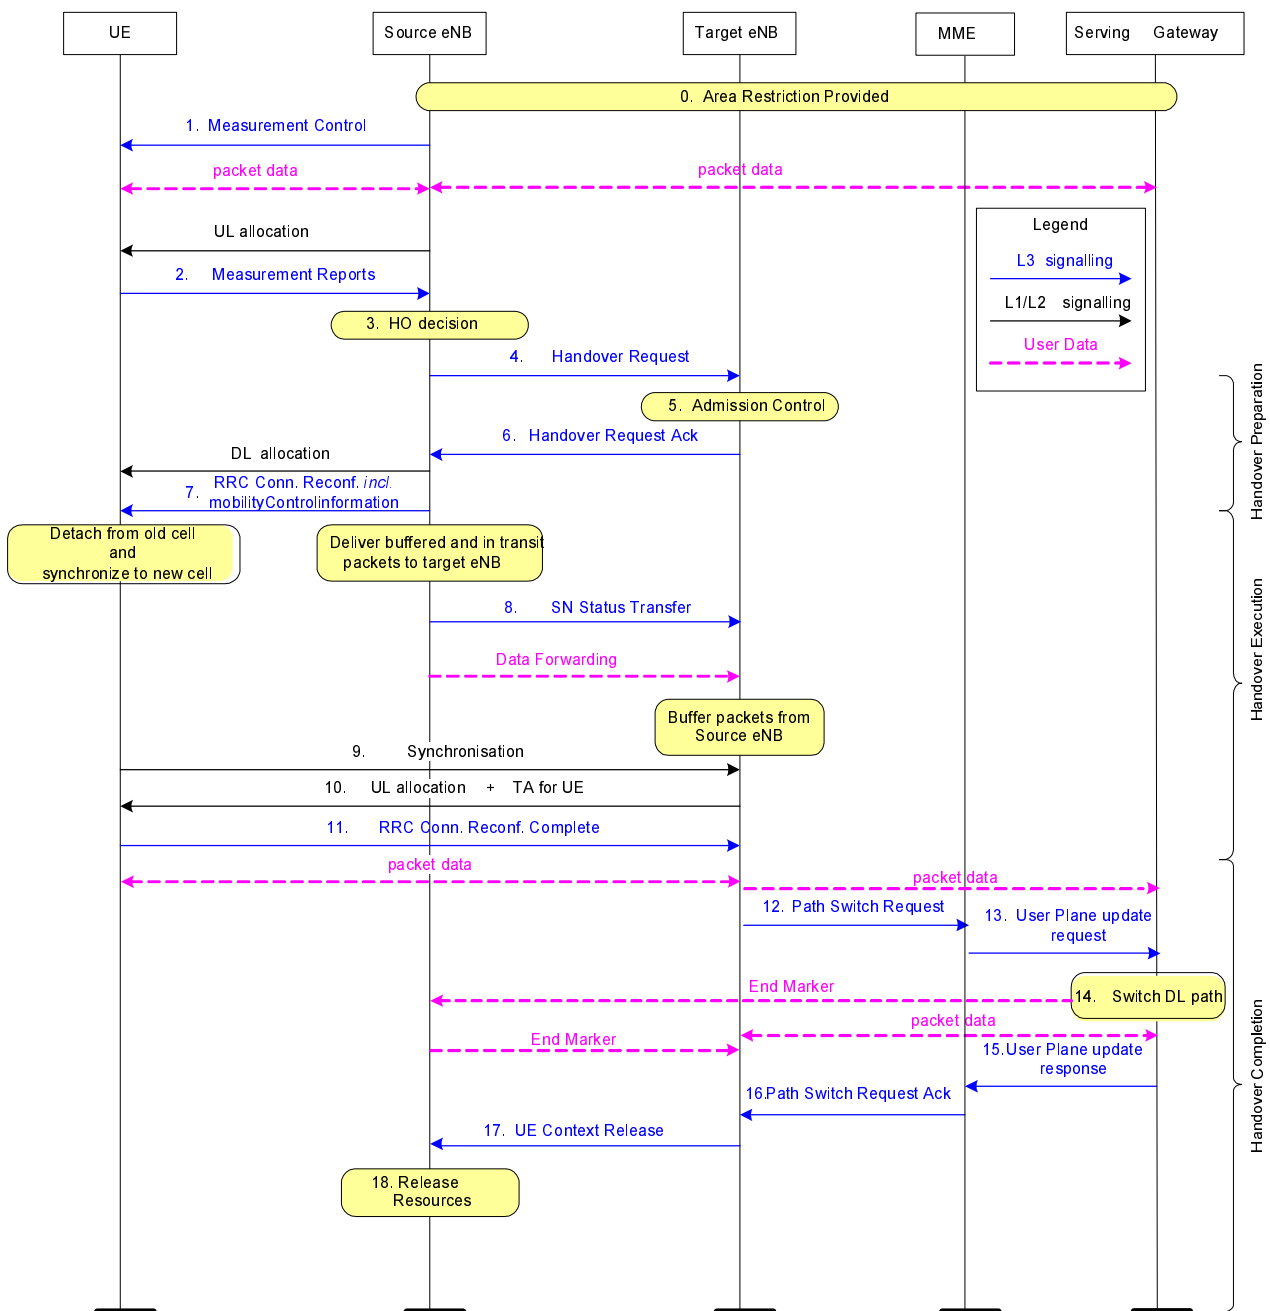 UE
Source eNB
Target eNB
MME
Serving Gateway
0. Area Restriction Provided
1. Measurement Control
packet data
packet data
Legend
L3 signalling
L1/L2 signalling
User Data
UL allocation
2. Measurement Reports
3. HO decision
4. Handover Request
5. Admission Control
6. Handover Request Ack
DL allocation
7. RRC Conn. Reconf. incl.
mobilityControlinformation
Handover Preparation
Detach from old cell
and
synchronize to new cell
Deliver buffered and in transit
packets to target eNB
8. SN Status Transfer
Data Forwarding
Buffer packets from
Source eNB
9. Synchronisation
10. UL allocation + TA for UE
11. RRC Conn. Reconf. Complete
Handover Execution
packet data
packet data
12. Path Switch Request
13. User Plane update
request
End Marker
14. Switch DL path
packet data
End Marker
15.User Plane update
response
16.Path Switch Request Ack
17. UE Context Release
18. Release
Resources
Handover Completion